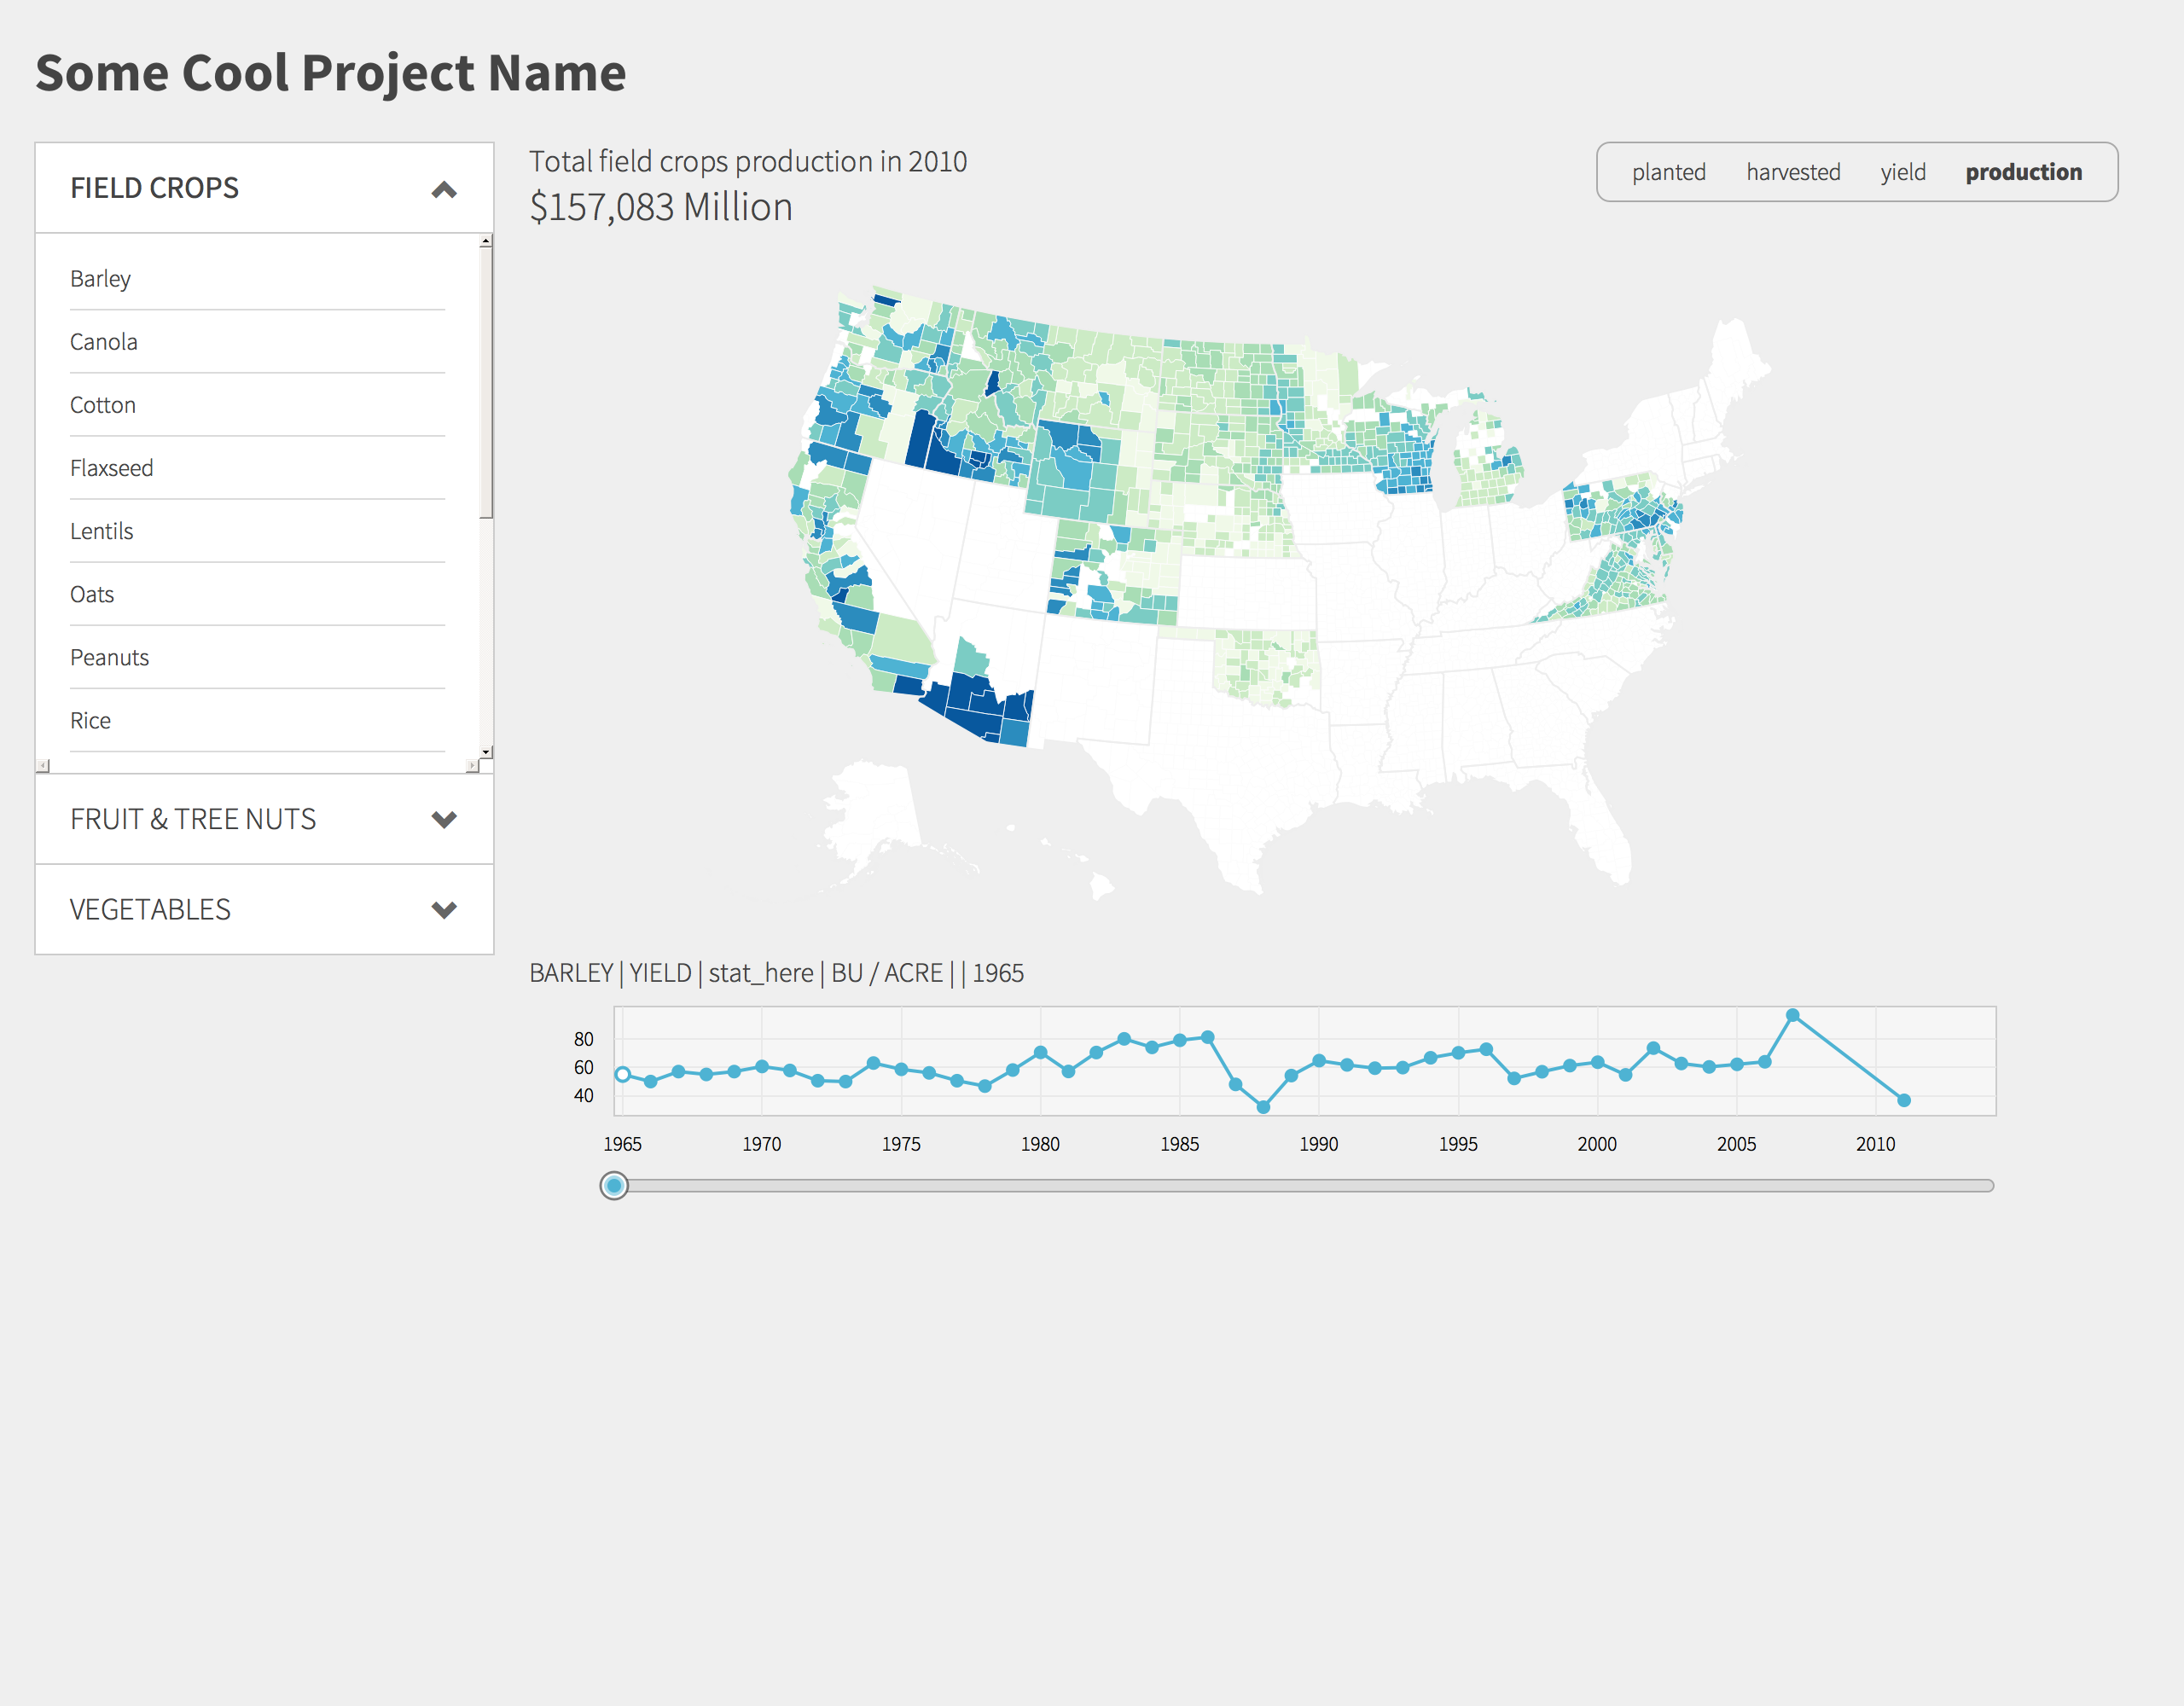 Some Cool Project Name
FIELD CROPS
Barley
Canola
Cotton
Flaxseed
Lentils
Oats
Peanuts
Rice
FRUIT & TREE NUTS
VEGETABLES
Total field crops production in 2010
$157,083 Million
planted harvested yield production
BARLEY | YIELD | stat_here | BU / ACRE | | 1965
80
60
40
1965 1970 1975 1980 1985 1990 1995 2000 2005 2010